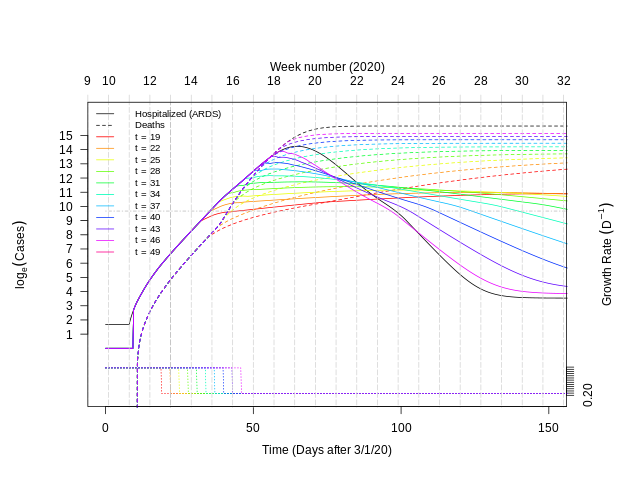 Week number (2020)
9 10 12 14 16 18 20 22 24 26 28 30 32
Hospitalized (ARDS)
Deaths
t = 19
t = 22
t = 25
t = 28
t = 31
t = 34
t = 37
t = 40
t = 43
t = 46
t = 49
15
14
13
12
11
10
9
8
7
6
5
4
3
2
1
logₑ(Cases)
Growth Rate (D⁻¹)
0.20
0 50 100 150
Time (Days after 3/1/20)